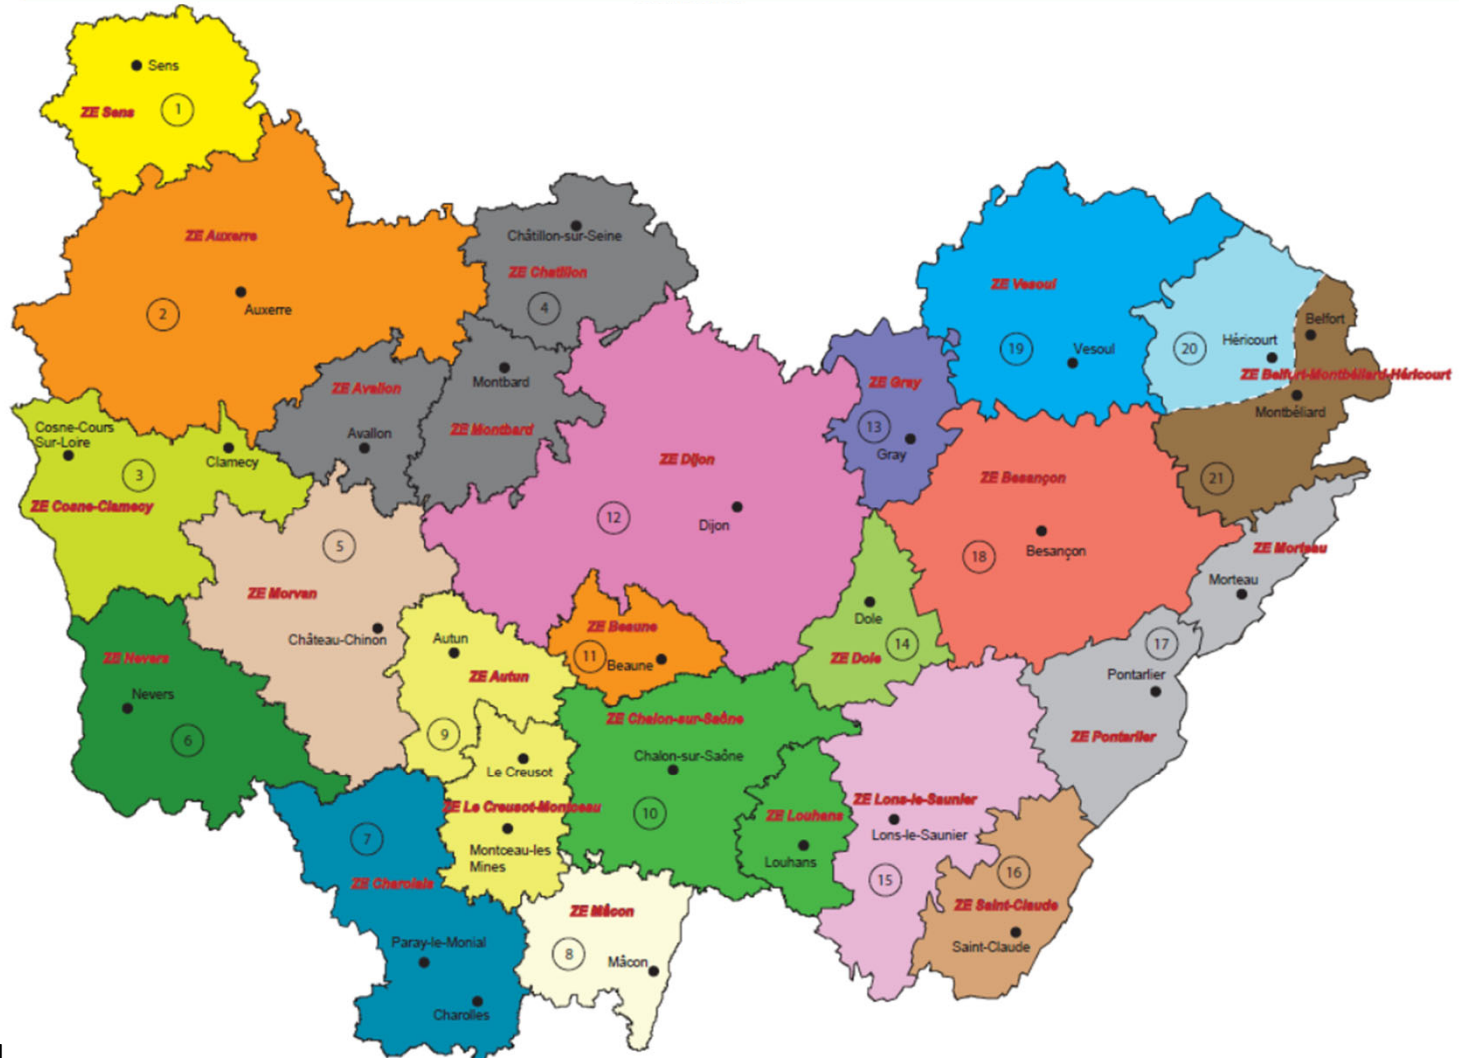 Sens
ZE Sens
1
ZE Auxerre
2
Auxerre
Châtillon-sur-Seine
ZE Chatillon
4
Montbard
ZE Montbard
ZE Avallon
Avallon
Cosne-Cours
Sur-Loire
3
Clamecy
ZE Cosne-Clamecy
5
ZE Morvan
Château-Chinon
ZE Nevers
Nevers
6
ZE Dijon
12
Dijon
ZE Gray
13
Gray
ZE Vesoul
19
Vesoul
20
Héricourt
Belfort
ZE Belfort-Montbéliard-Héricourt
Montbéliard
21
ZE Besançon
18
Besançon
ZE Morteau
Morteau
17
Pontarlier
ZE Pontarlier
Dole
14
ZE Dole
ZE Beaune
11
Beaune
Autun
ZE Autun
9
Le Creusot
ZE Le Creusot-Montceau
Montceau-les
Mines
ZE Chalon-sur-Saône
Chalon-sur-Saône
10
ZE Louhans
Louhans
ZE Lons-le-Saunier
Lons-le-Saunier
15
16
ZE Saint-Claude
Saint-Claude
7
ZE Charolais
Paray-le-Monial
Charolles
ZE Mâcon
8
Mâcon